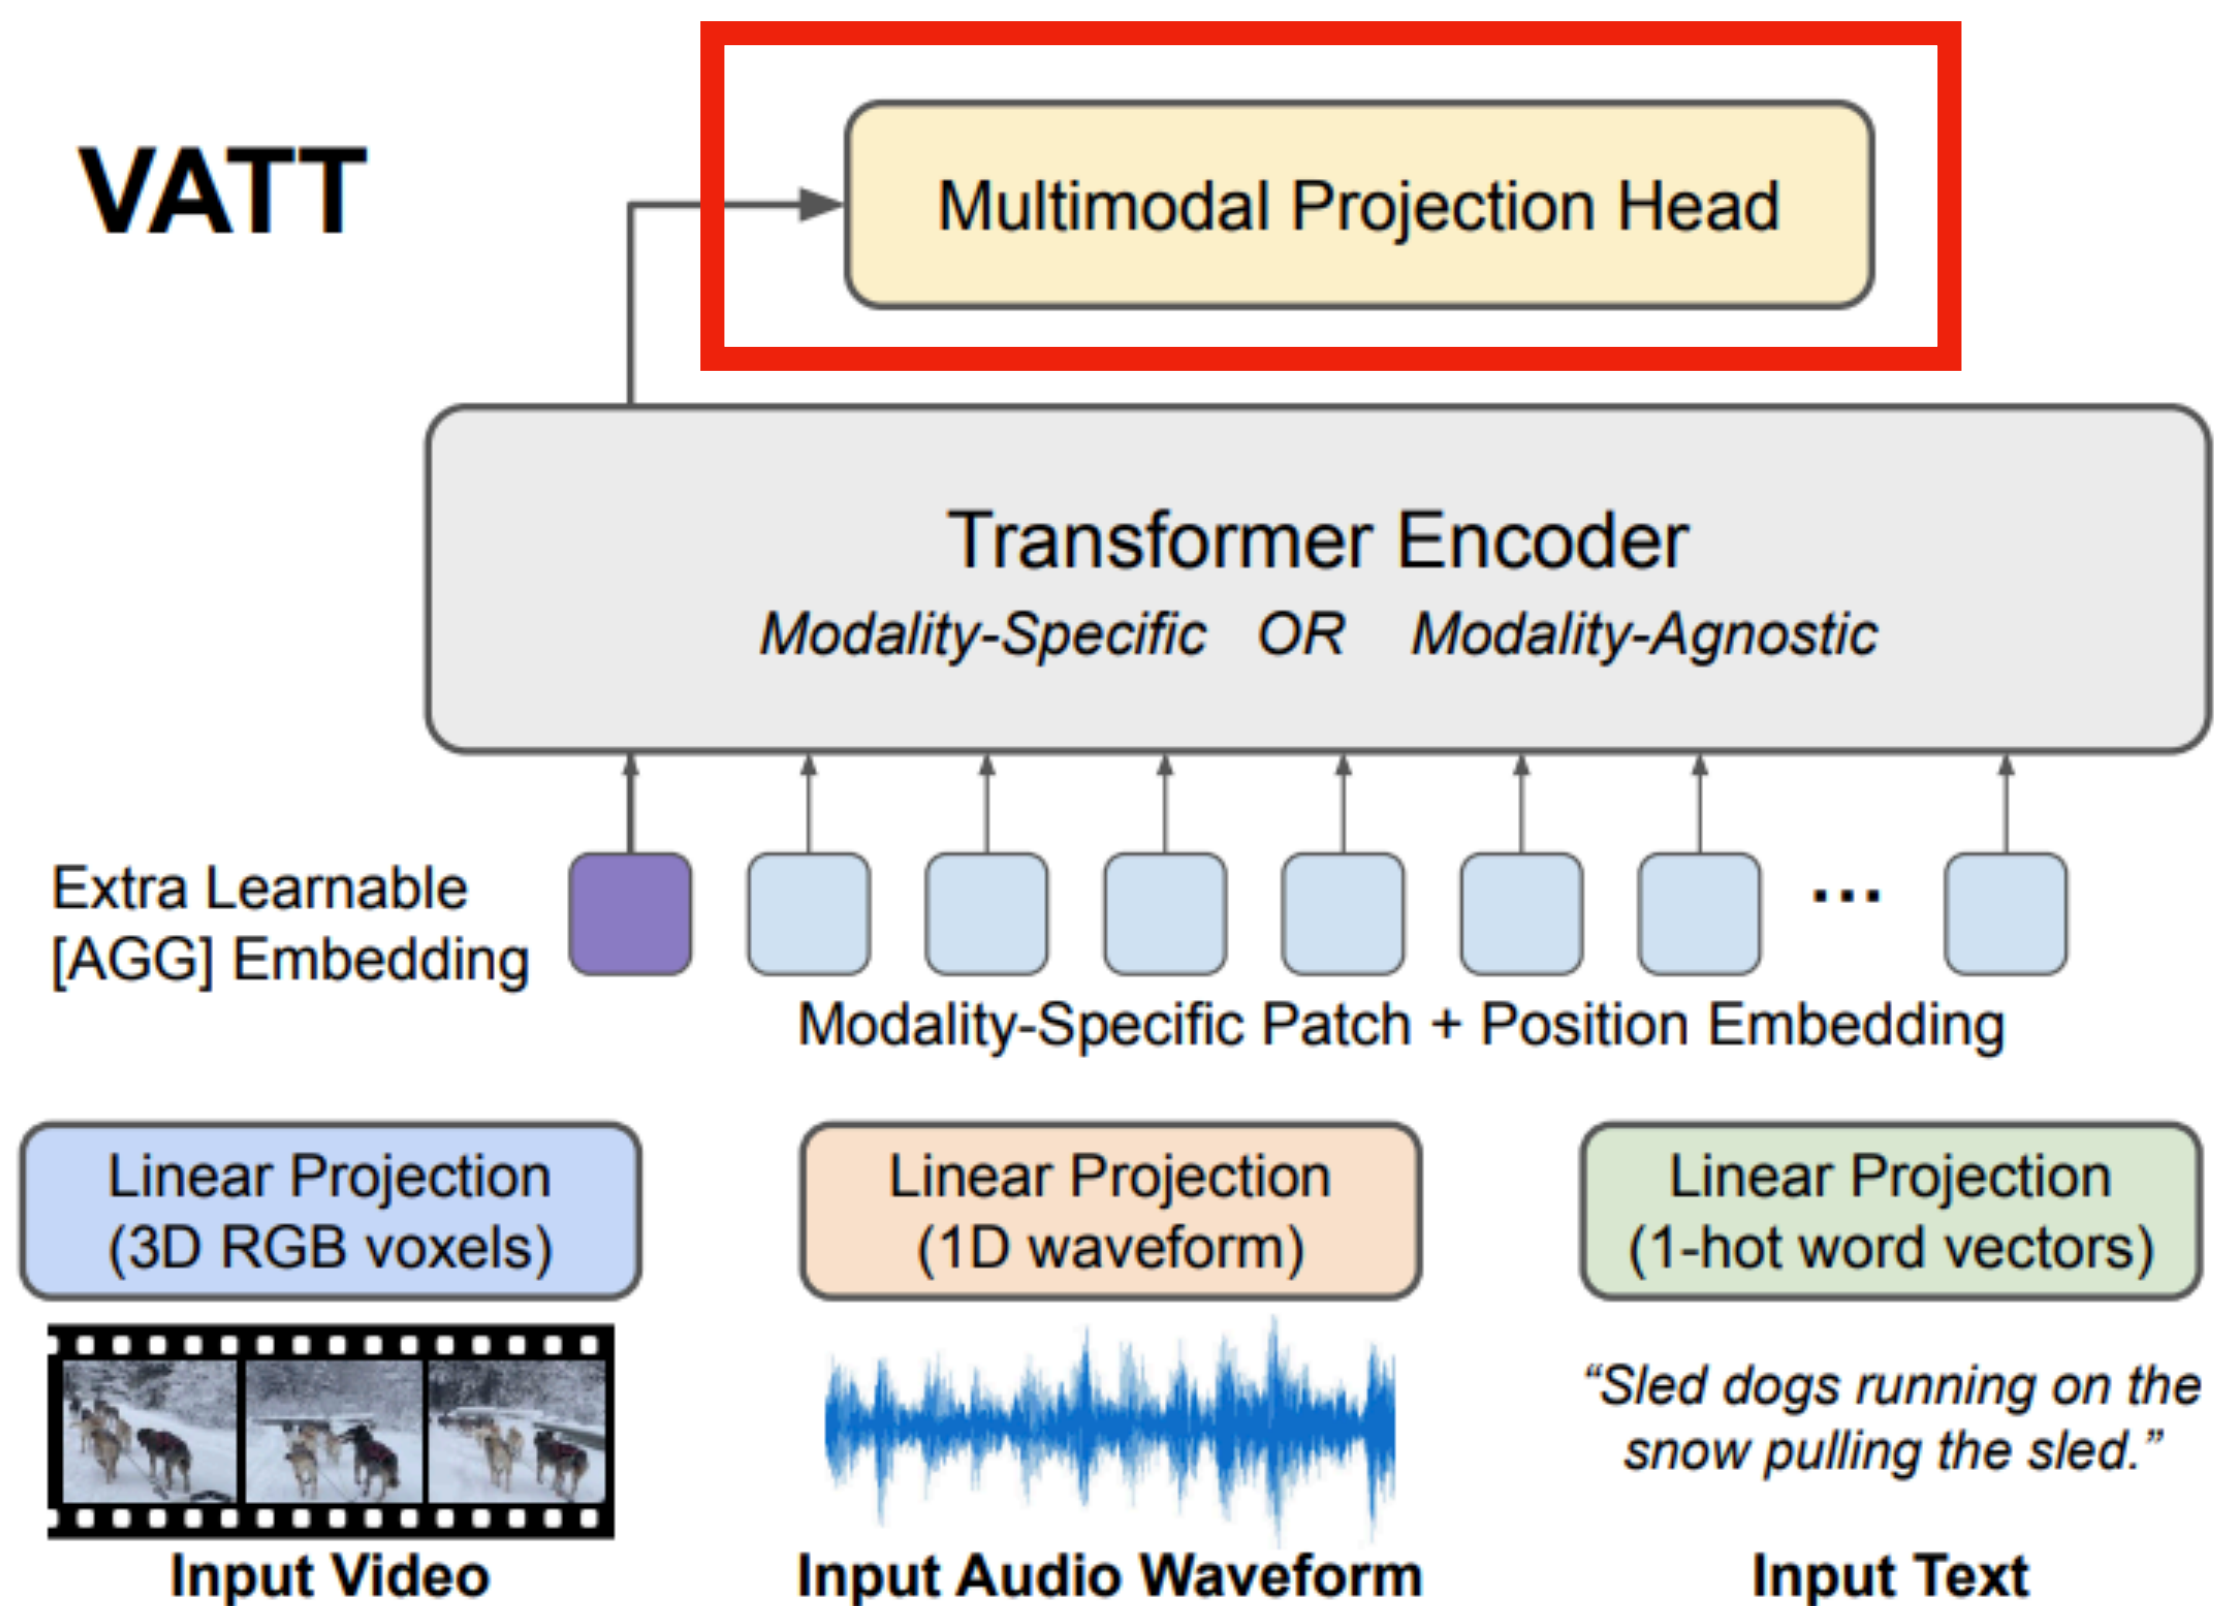 VATT
Multimodal Projection Head
Transformer Encoder
Modality-Specific OR Modality-Agnostic
Extra Learnable
[AGG] Embedding
...
Modality-Specific Patch + Position Embedding
Linear Projection
(3D RGB voxels)
Linear Projection
(1D waveform)
Linear Projection
(1-hot word vectors)
“Sled dogs running on the
snow pulling the sled.”
Input Video
Input Audio Waveform
Input Text